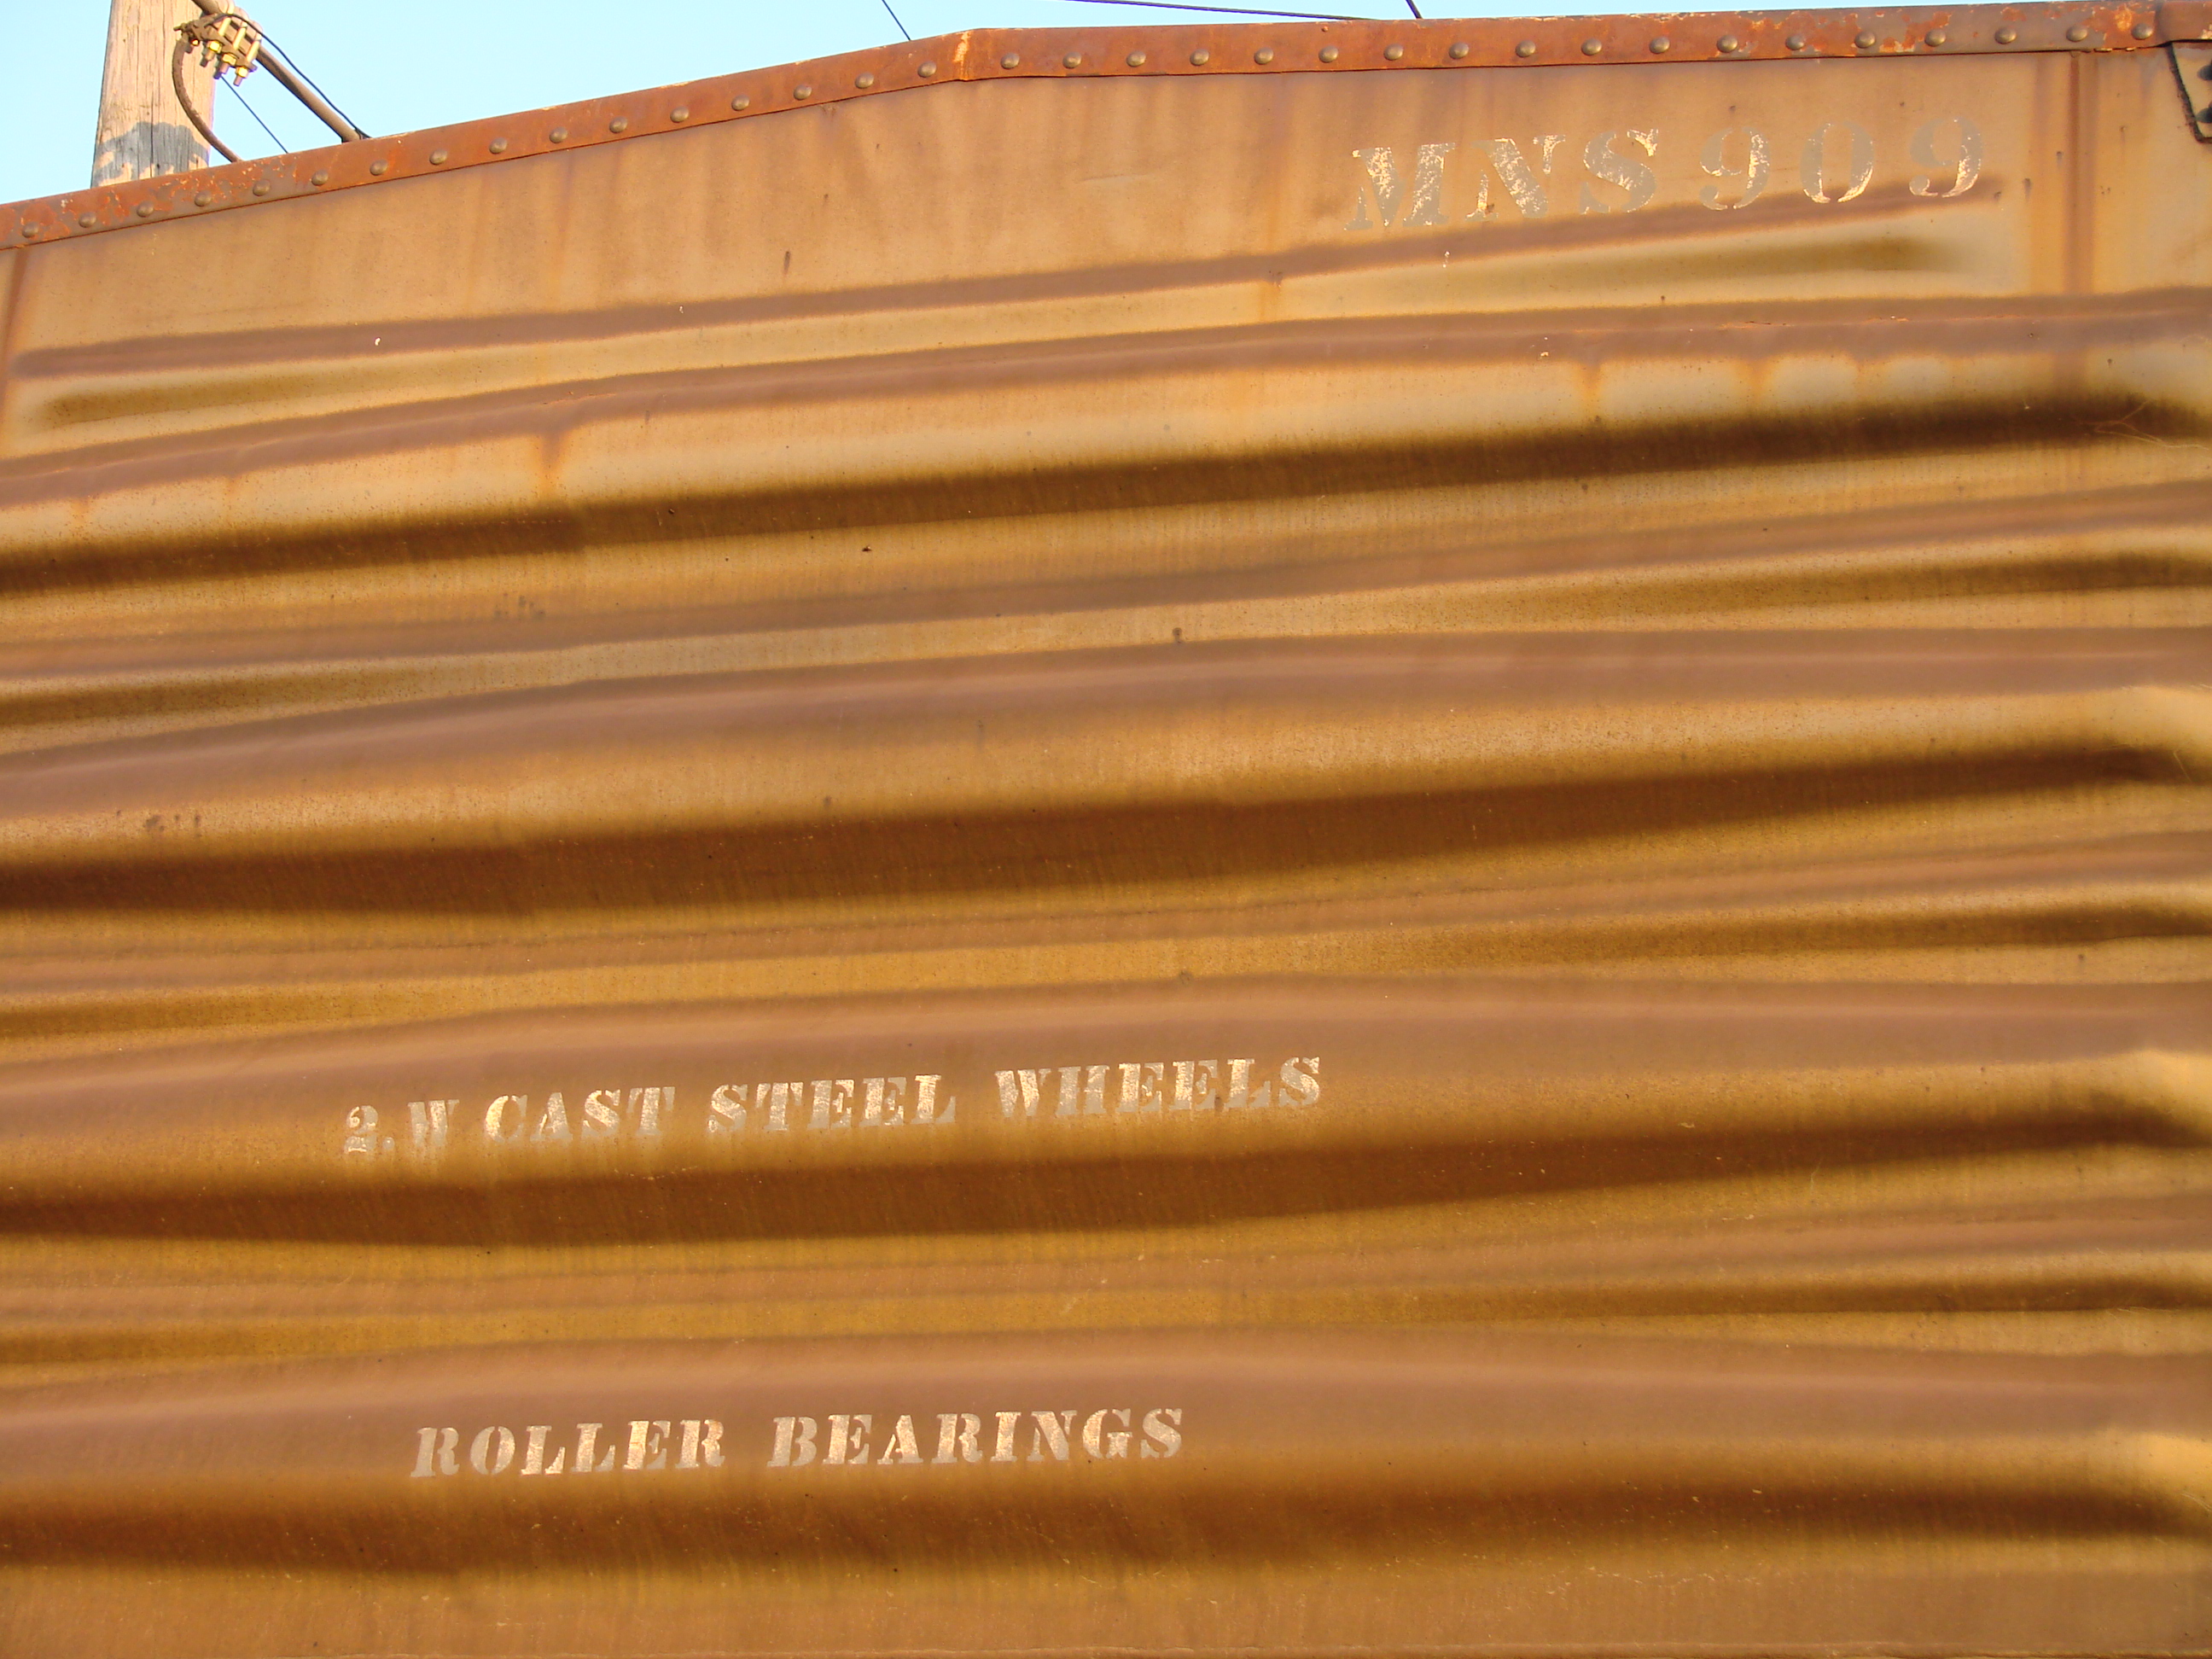 MNS 909
2.W CAST STEEL WHEELS
ROLLER BEARINGS